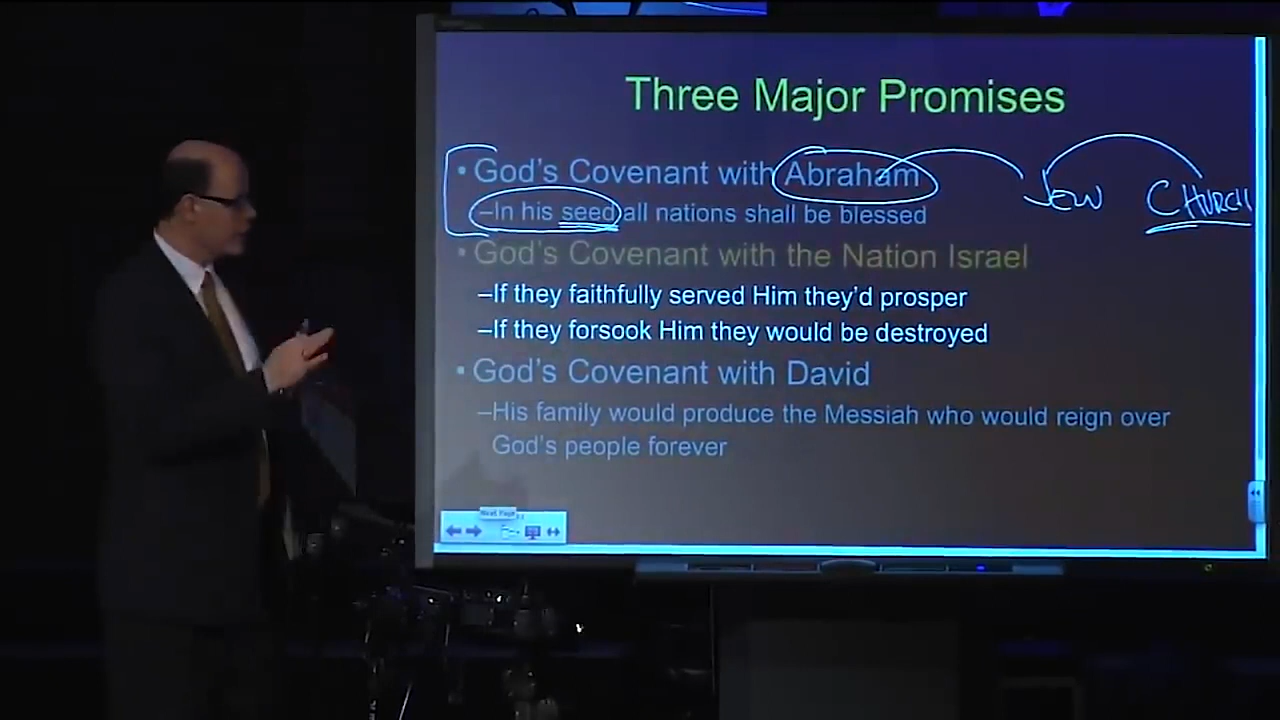 Three Major Promises
• God's Covenant with Abraham
–In his seed all nations shall be blessed
JEW CHURCH
• God's Covenant with the Nation Israel
–If they faithfully served Him they'd prosper
–If they forsook Him they would be destroyed
• God's Covenant with David
–His family would produce the Messiah who would reign over
God's people forever
Next Page